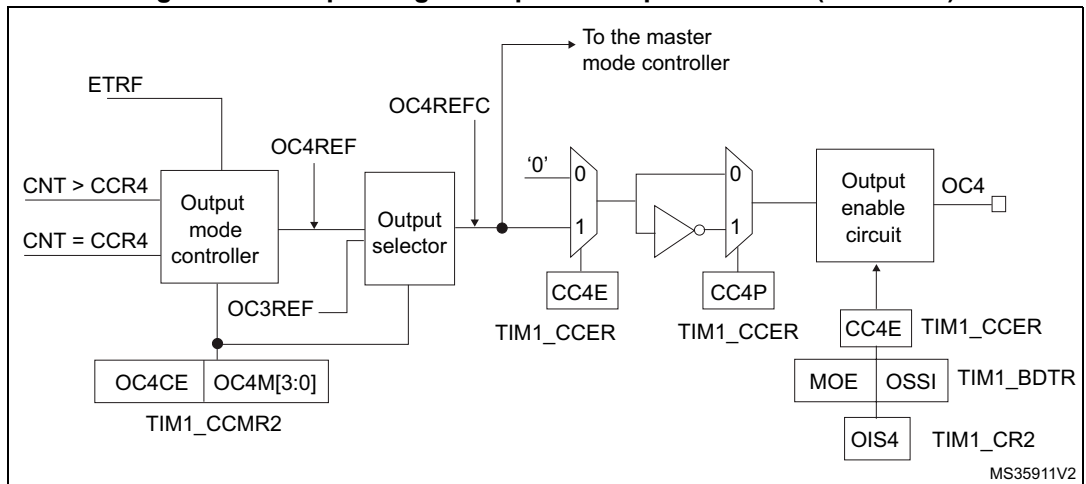 To the master
mode controller
ETRF
OC4REFC
OC4REF
'0'
0
0
CNT > CCR4
Output
mode
controller
Output
selector
Output
enable
circuit
OC4
CNT = CCR4
1
1
OC3REF
CC4E
CC4P
TIM1_CCER
TIM1_CCER
CC4E
TIM1_CCER
OC4CE
OC4M[3:0]
MOE
OSSI
TIM1_BDTR
TIM1_CCMR2
OIS4
TIM1_CR2
MS35911V2